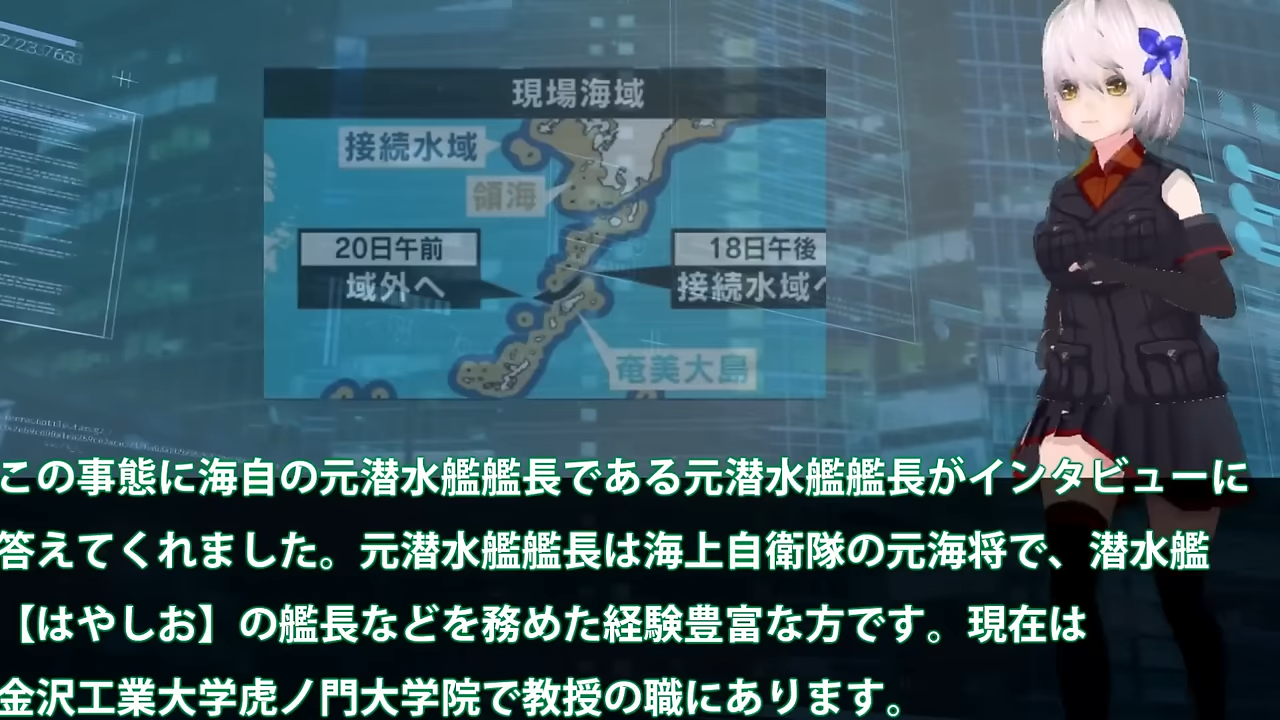 2.23.763
現場海域
接続水域
領海
20日午前
域外へ
18日午後
接続水域へ
奄美大島
この事態に海自の元潜水艦艦長である元潜水艦艦長がインタビューに
答えてくれました。元潜水艦艦長は海上自衛隊の元海将で、潜水艦
【はやしお】の艦長などを務めた経験豊富な方です。現在は
金沢工業大学虎ノ門大学院で教授の職にあります。